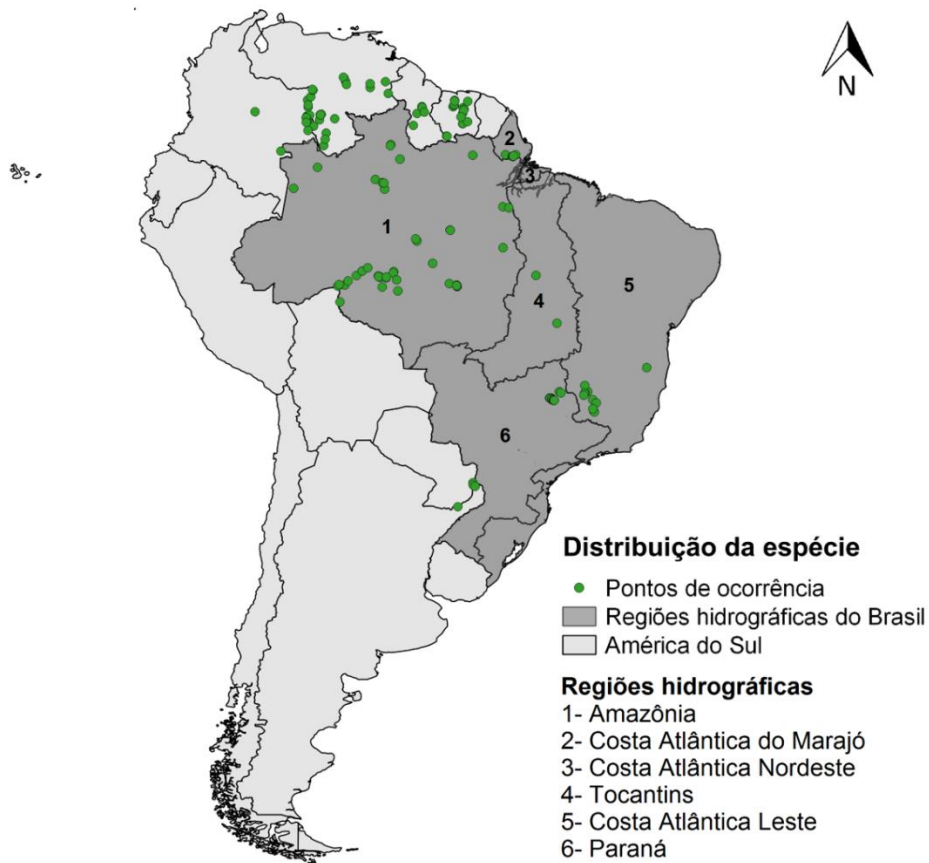 N
2
3
1
5
4
6
Distribuição da espécie
Pontos de ocorrência
Regiões hidrográficas do Brasil
América do Sul
Regiões hidrográficas
1- Amazônia
2- Costa Atlântica do Marajó
3- Costa Atlântica Nordeste
4- Tocantins
5- Costa Atlântica Leste
6- Paraná